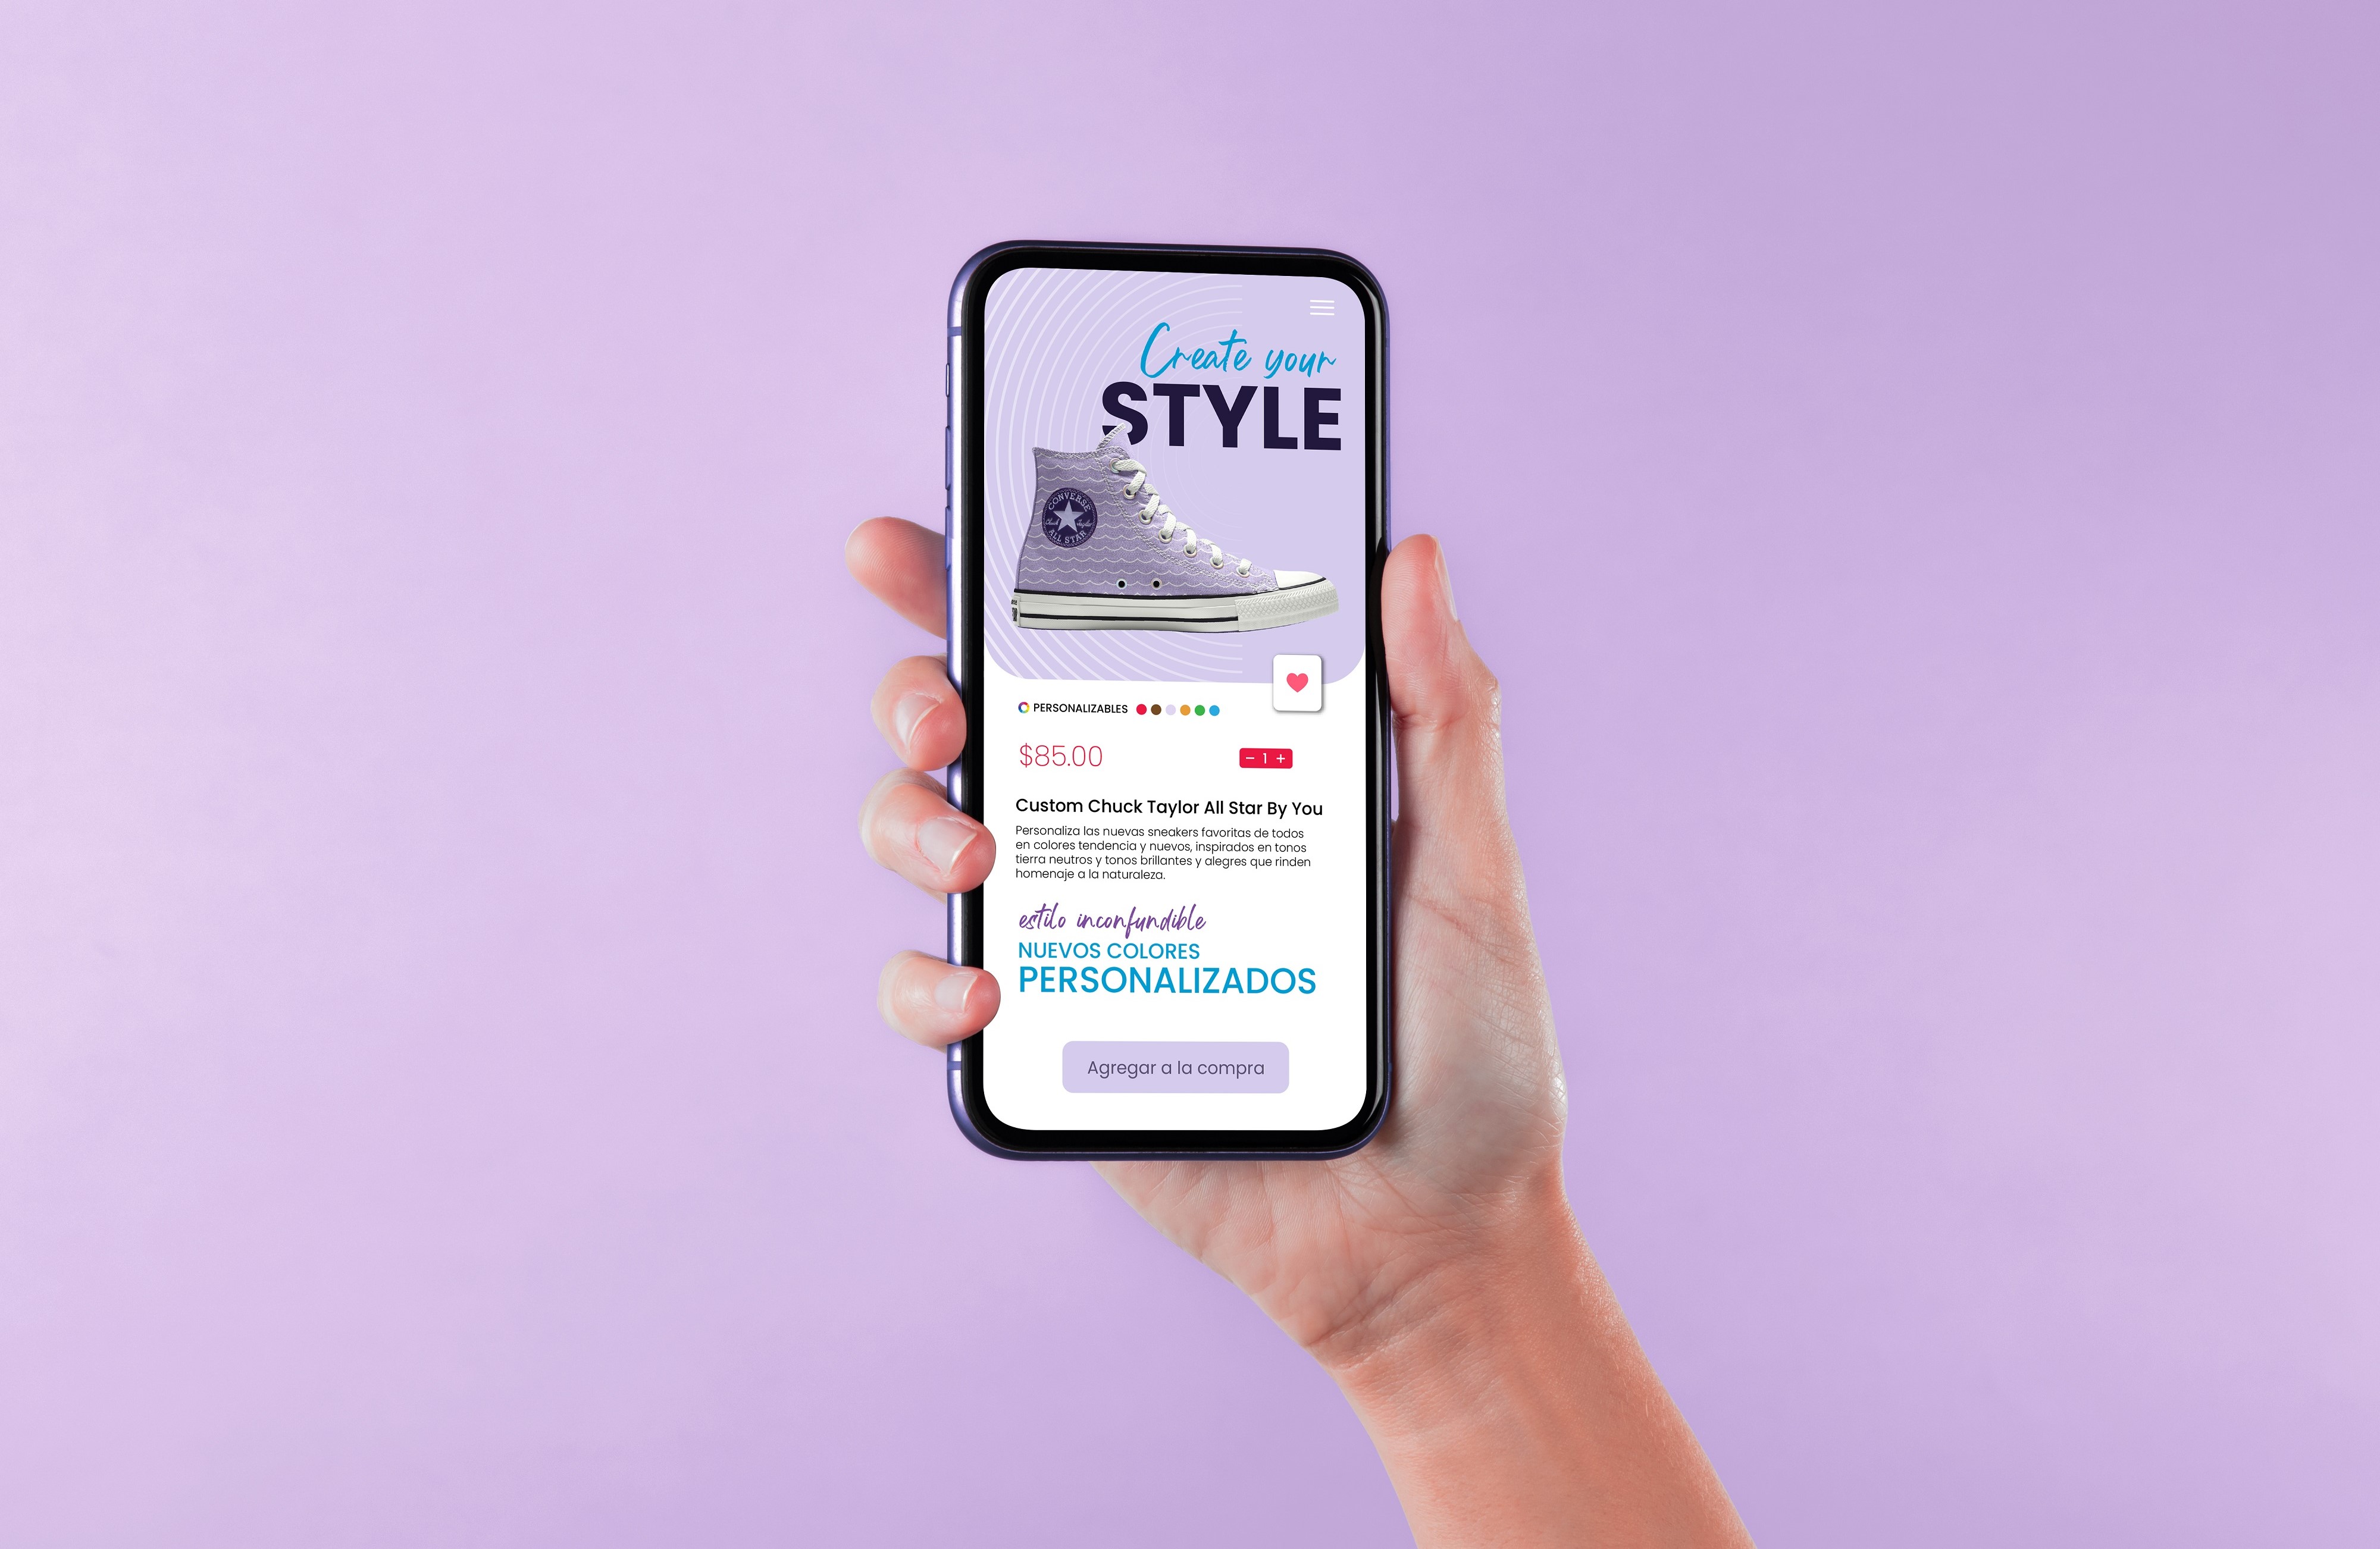 Create your
STYLE
CONVERSE
Chuck Taylor
ALL STAR
PERSONALIZABLES
$85.00
− 1 +
Custom Chuck Taylor All Star By You
Personaliza las nuevas sneakers favoritas de todos
en colores tendencia y nuevos, inspirados en tonos
tierra neutros y tonos brillantes y alegres que rinden
homenaje a la naturaleza.
estilo inconfundible
NUEVOS COLORES
PERSONALIZADOS
Agregar a la compra